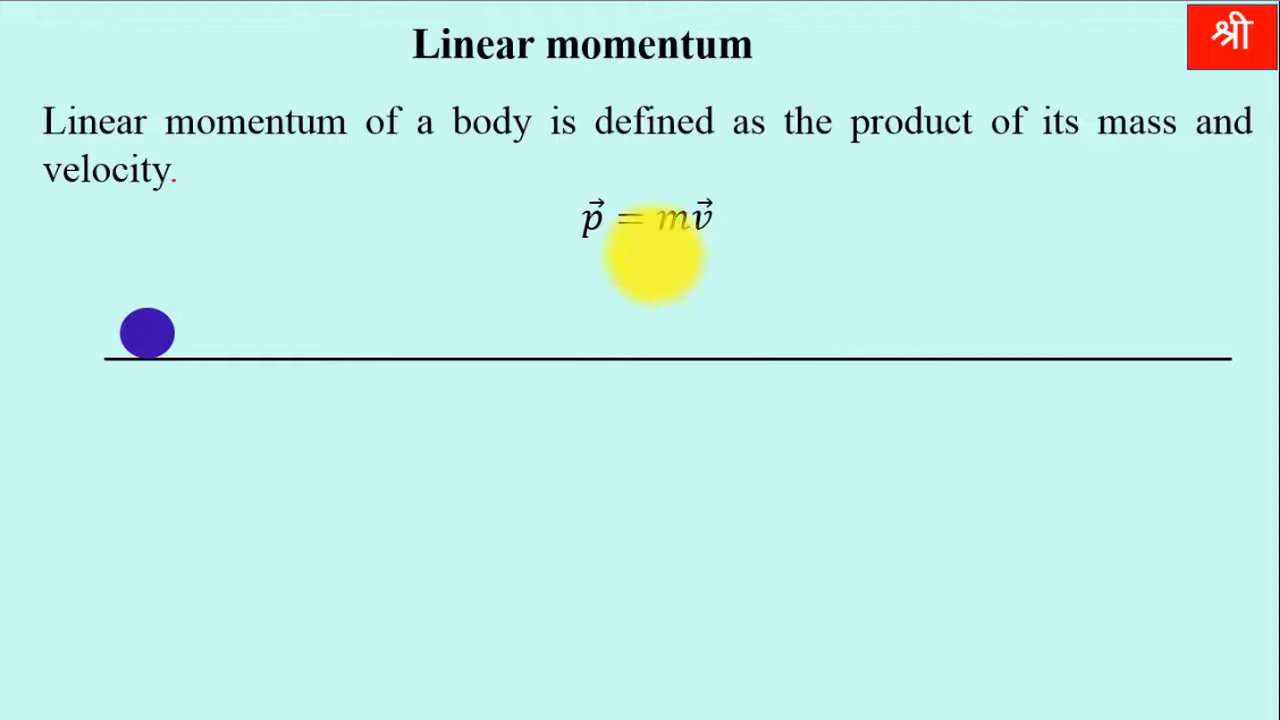 Linear momentum
श्री
Linear momentum of a body is defined as the product of its mass and
velocity.
p⃗ = mv⃗